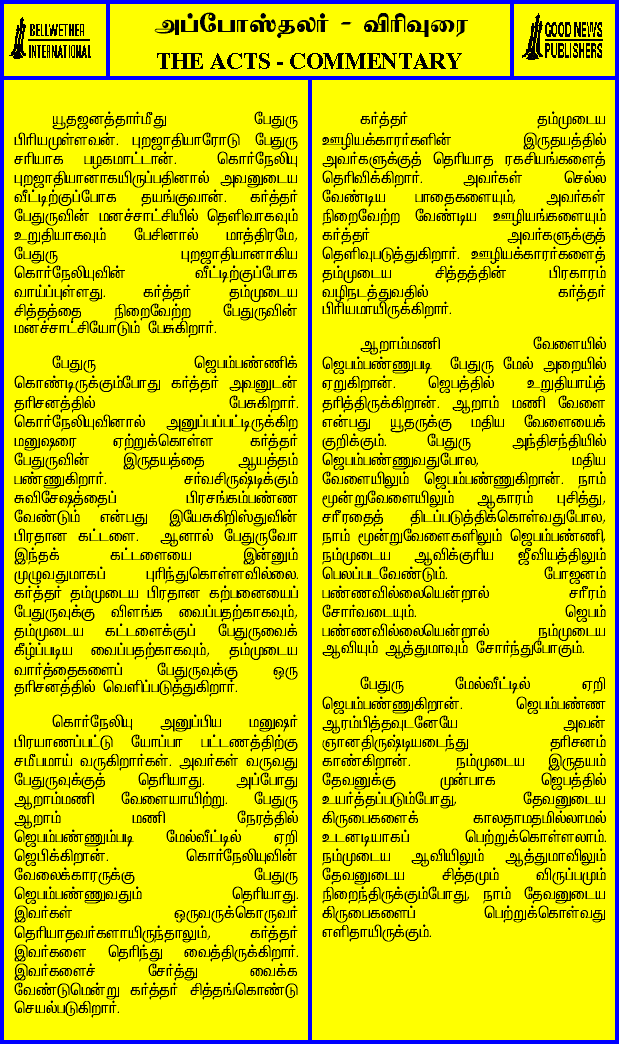 BELLWETHER
INTERNATIONAL
அப்போஸ்தலர் - விரிவுரை
THE ACTS - COMMENTARY
GOOD NEWS
PUBLISHERS
யூதஜனத்தார்மீது பேதுரு
பிரியமுள்ளவன். புறஜாதியாரோடு பேதுரு
சரியாக பழகமாட்டான். கொர்நேலியு
புறஜாதியானாகயிருப்பதினால் அவனுடைய
வீட்டிற்குப்போக தயங்குவான். கர்த்தர்
பேதுருவின் மனச்சாட்சியில் தெளிவாகவும்
உறுதியாகவும் பேசினால் மாத்திரமே,
பேதுரு புறஜாதியானாகிய
கொர்நேலியுவின் வீட்டிற்குப்போக
வாய்ப்புள்ளது. கர்த்தர் தம்முடைய
சித்தத்தை நிறைவேற்ற பேதுருவின்
மனச்சாட்சியோடும் பேசுகிறார்.
பேதுரு ஜெபம்பண்ணிக்
கொண்டிருக்கும்போது கர்த்தர் அவனுடன்
தரிசனத்தில் பேசுகிறார்.
கொர்நேலியுவினால் அனுப்பப்பட்டிருக்கிற
மனுஷரை ஏற்றுக்கொள்ள கர்த்தர்
பேதுருவின் இருதயத்தை ஆயத்தம்
பண்ணுகிறார். சர்வசிருஷ்டிக்கும்
சுவிசேஷத்தைப் பிரசங்கம்பண்ண
வேண்டும் என்பது இயேசுகிறிஸ்துவின்
பிரதான கட்டளை. ஆனால் பேதுருவோ
இந்தக் கட்டளையை இன்னும்
முழுவதுமாகப் புரிந்துகொள்ளவில்லை.
கர்த்தர் தம்முடைய பிரதான கற்பனையைப்
பேதுருவுக்கு விளங்க வைப்பதற்காகவும்,
தம்முடைய கட்டளைக்குப் பேதுருவைக்
கீழ்ப்படிய வைப்பதற்காகவும், தம்முடைய
வார்த்தைகளைப் பேதுருவுக்கு ஒரு
தரிசனத்தில் வெளிப்படுத்துகிறார்.
கொர்நேலியு அனுப்பிய மனுஷர்
பிரயாணப்பட்டு யோப்பா பட்டணத்திற்கு
சமீபமாய் வருகிறார்கள். அவர்கள் வருவது
பேதுருவுக்குத் தெரியாது. அப்போது
ஆறாம்மணி வேளையாயிற்று. பேதுரு
ஆறாம் மணி நேரத்தில்
ஜெபம்பண்ணும்படி மேல்வீட்டில் ஏறி
ஜெபிக்கிறான். கொர்நேலியுவின்
வேலைக்காரருக்கு பேதுரு
ஜெபம்பண்ணுவதும் தெரியாது.
இவர்கள் ஒருவருக்கொருவர்
தெரியாதவர்களாயிருந்தாலும், கர்த்தர்
இவர்களை தெரிந்து வைத்திருக்கிறார்.
இவர்களைச் சேர்த்து வைக்க
வேண்டுமென்று கர்த்தர் சித்தங்கொண்டு
செயல்படுகிறார்.
கர்த்தர் தம்முடைய
ஊழியக்காரர்களின் இருதயத்தில்
அவர்களுக்குத் தெரியாத ரகசியங்களைத்
தெரிவிக்கிறார். அவர்கள் செல்ல
வேண்டிய பாதைகளையும், அவர்கள்
நிறைவேற்ற வேண்டிய ஊழியங்களையும்
கர்த்தர் அவர்களுக்குத்
தெளிவுபடுத்துகிறார். ஊழியக்காரர்களைத்
தம்முடைய சித்தத்தின் பிரகாரம்
வழிநடத்துவதில் கர்த்தர்
பிரியமாயிருக்கிறார்.
ஆறாம்மணி வேளையில்
ஜெபம்பண்ணுபடி பேதுரு மேல் அறையில்
ஏறுகிறான். ஜெபத்தில் உறுதியாய்த்
தரித்திருக்கிறான். ஆறாம் மணி வேளை
என்பது யூதருக்கு மதிய வேளையைக்
குறிக்கும். பேதுரு அந்திசந்தியில்
ஜெபம்பண்ணுவதுபோல, மதிய
வேளையிலும் ஜெபம்பண்ணுகிறான். நாம்
மூன்றுவேளையிலும் ஆகாரம் புசித்து,
சரீரதைத் திடப்படுத்திக்கொள்வதுபோல,
நாம் மூன்றுவேளைகளிலும் ஜெபம்பண்ணி,
நம்முடைய ஆவிக்குரிய ஜீவியத்திலும்
பெலப்படவேண்டும். போஜனம்
பண்ணவில்லையென்றால் சரீரம்
சோர்வடையும். ஜெபம்
பண்ணவில்லையென்றால் நம்முடைய
ஆவியும் ஆத்துமாவும் சோர்ந்துபோகும்.
பேதுரு மேல்வீட்டில் ஏறி
ஜெபம்பண்ணுகிறான். ஜெபம்பண்ண
ஆரம்பித்தவுடனேயே அவன்
ஞானதிருஷ்டியடைந்து தரிசனம்
காண்கிறான். நம்முடைய இருதயம்
தேவனுக்கு முன்பாக ஜெபத்தில்
உயர்த்தப்படும்போது, தேவனுடைய
கிருபைகளைக் காலதாமதமில்லாமல்
உடனடியாகப் பெற்றுக்கொள்ளலாம்.
நம்முடைய ஆவியிலும் ஆத்துமாவிலும்
தேவனுடைய சித்தமும் விருப்பமும்
நிறைந்திருக்கும்போது, நாம் தேவனுடைய
கிருபைகளைப் பெற்றுக்கொள்வது
எளிதாயிருக்கும்.